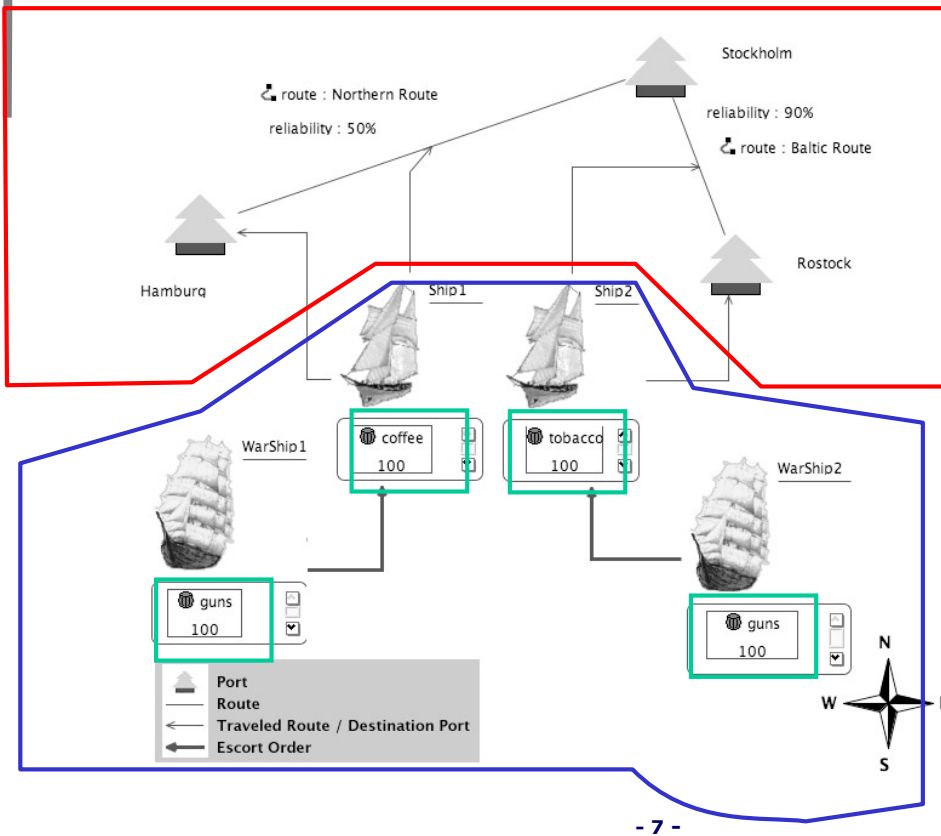 Stockholm
route : Northern Route
reliability : 50%
reliability : 90%
route : Baltic Route
Hamburg
Rostock
Ship1
Ship2
coffee
100
tobacco
100
WarShip1
WarShip2
guns
100
guns
100
Port
Route
Traveled Route / Destination Port
Escort Order
N
W
E
S
- 7 -